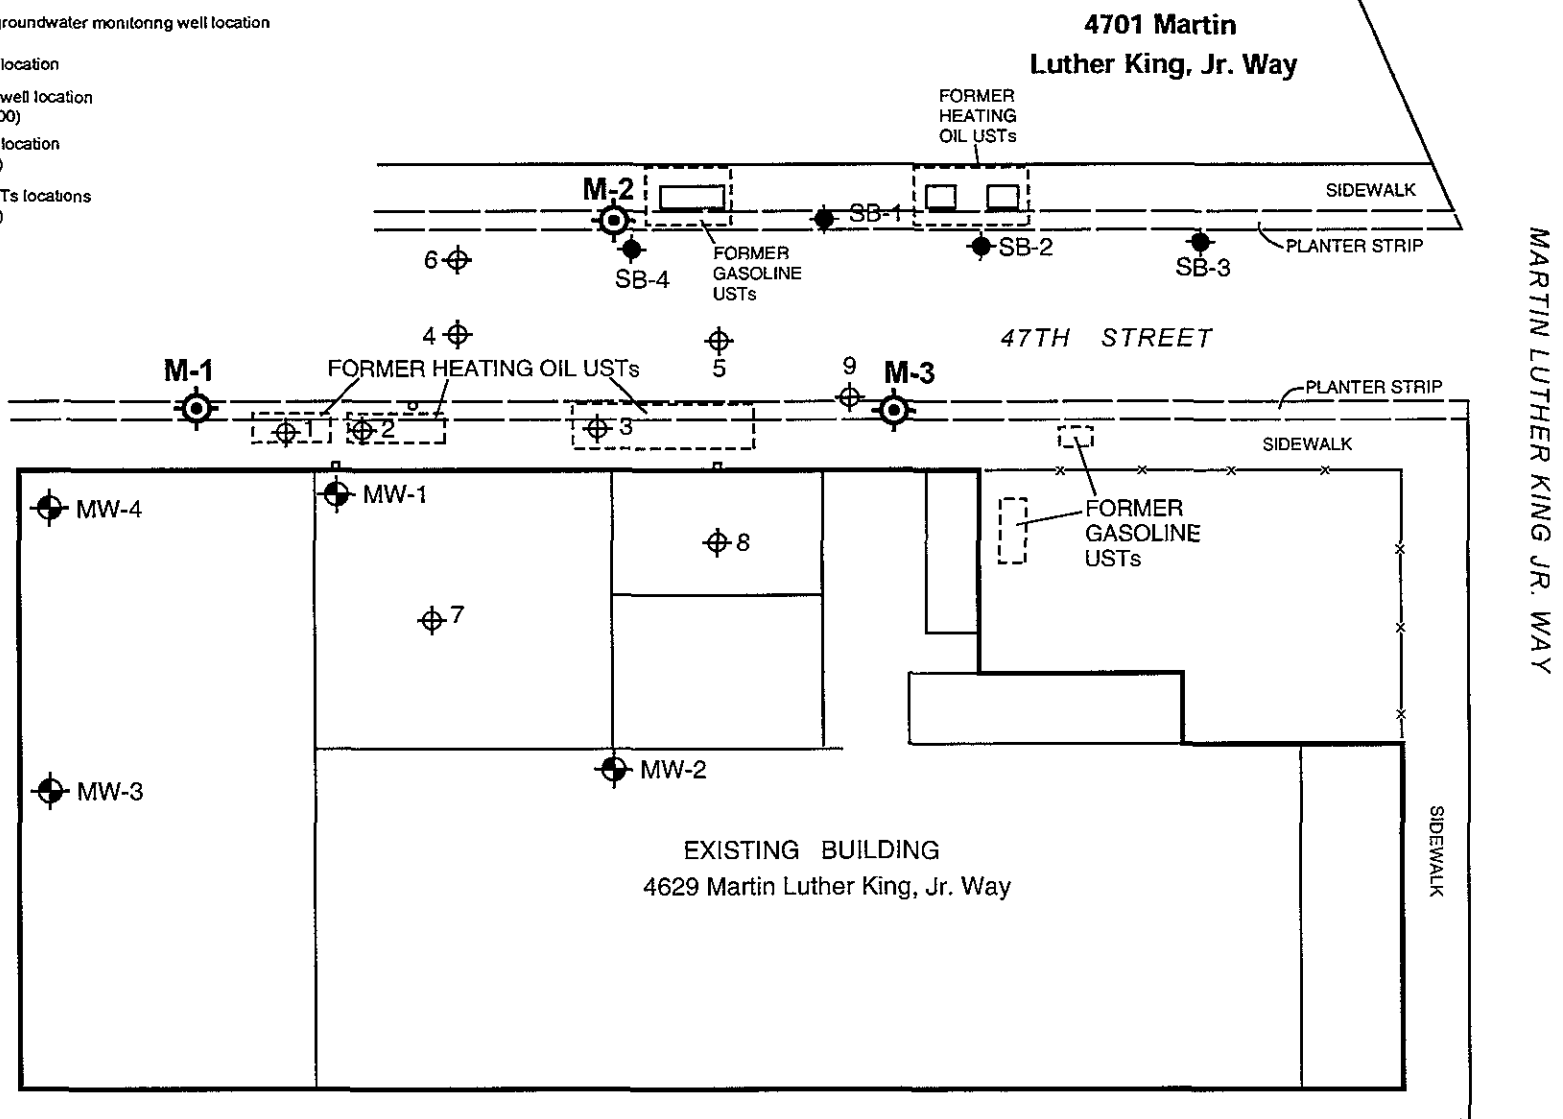 groundwater monitoring well location
location
well location
00)
location
)
Ts locations
)
4701 Martin
Luther King, Jr. Way
FORMER
HEATING
OIL USTs
SIDEWALK
M-2
SB-1
SB-2
SB-3
PLANTER STRIP
SB-4
FORMER
GASOLINE
USTs
6
4
5
47TH STREET
MARTIN LUTHER KING JR. WAY
M-1
FORMER HEATING OIL USTs
9
M-3
PLANTER STRIP
1
2
3
SIDEWALK
MW-4
MW-1
8
FORMER
GASOLINE
USTs
7
MW-2
MW-3
EXISTING BUILDING
4629 Martin Luther King, Jr. Way
SIDEWALK